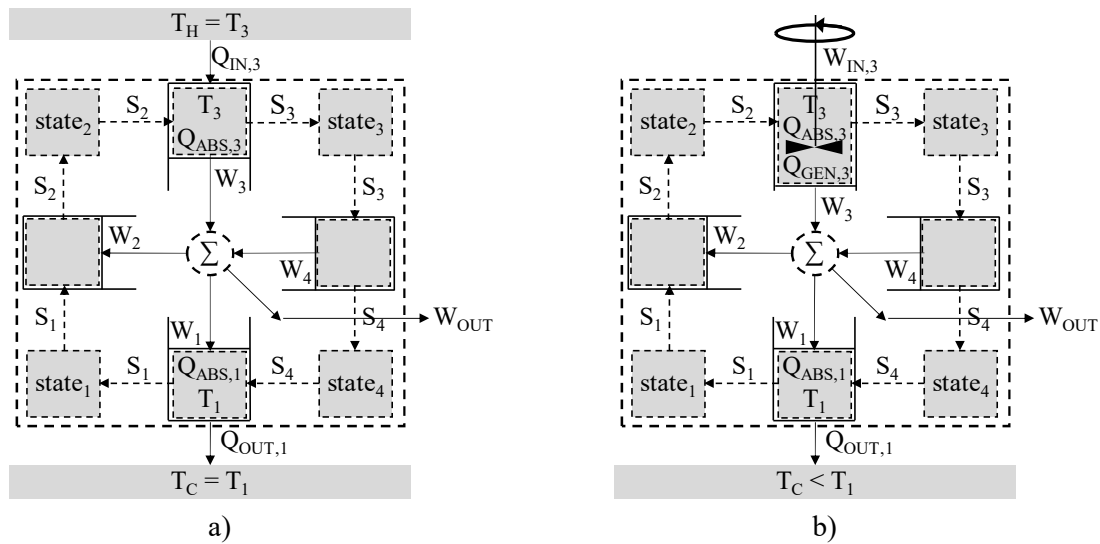 T_H = T_3
Q_IN,3
state_2
S_2
T_3
Q_ABS,3
S_3
state_3
S_2
W_3
S_3
W_2
Σ
W_4
S_1
W_1
S_4
W_OUT
state_1
S_1
Q_ABS,1
T_1
S_4
state_4
Q_OUT,1
T_C = T_1
a)
W_IN,3
state_2
S_2
T_3
Q_ABS,3
Q_GEN,3
S_3
state_3
S_2
W_3
S_3
W_2
Σ
W_4
S_1
W_1
S_4
W_OUT
state_1
S_1
Q_ABS,1
T_1
S_4
state_4
Q_OUT,1
T_C < T_1
b)